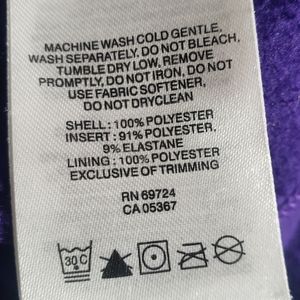 MACHINE WASH COLD GENTLE,
WASH SEPARATELY, DO NOT BLEACH,
TUMBLE DRY LOW, REMOVE
PROMPTLY, DO NOT IRON, DO NOT
USE FABRIC SOFTENER,
DO NOT DRYCLEAN
SHELL : 100% POLYESTER
INSERT : 91% POLYESTER,
9% ELASTANE
LINING : 100% POLYESTER
EXCLUSIVE OF TRIMMING
RN 69724
CA 05367
30C